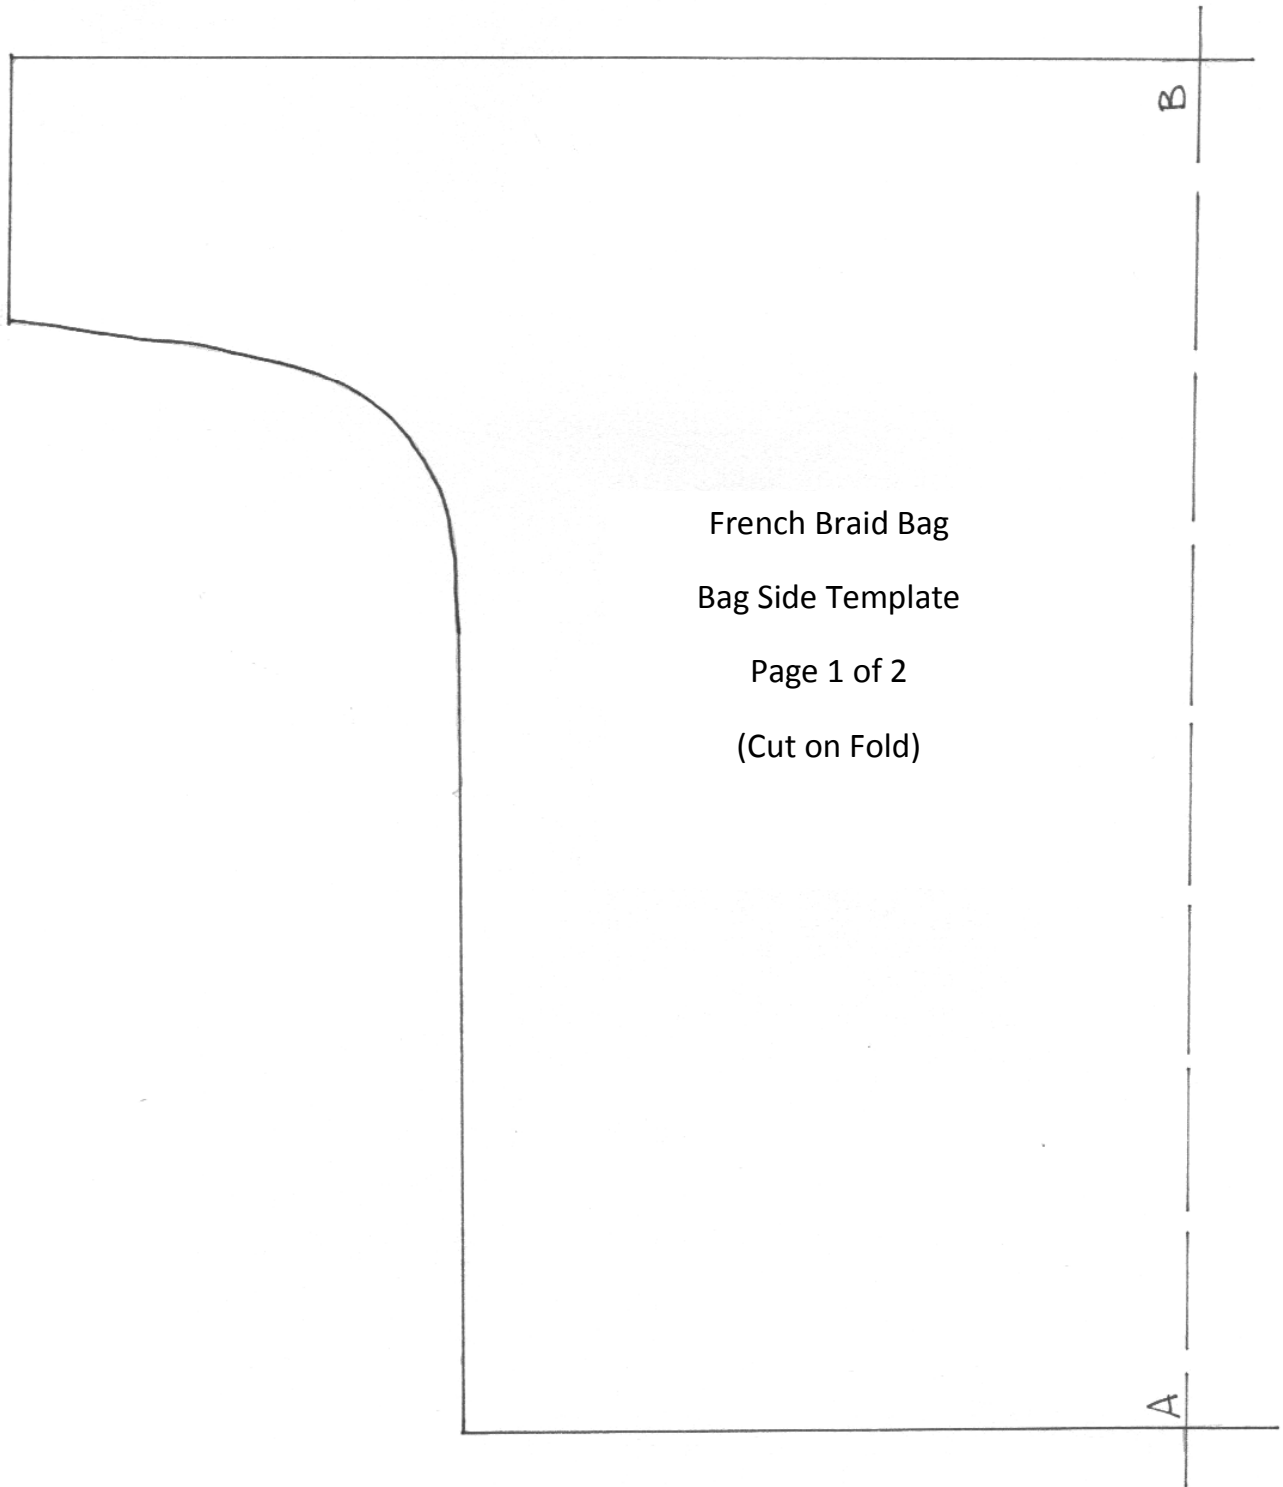 B
French Braid Bag
Bag Side Template
Page 1 of 2
(Cut on Fold)
A